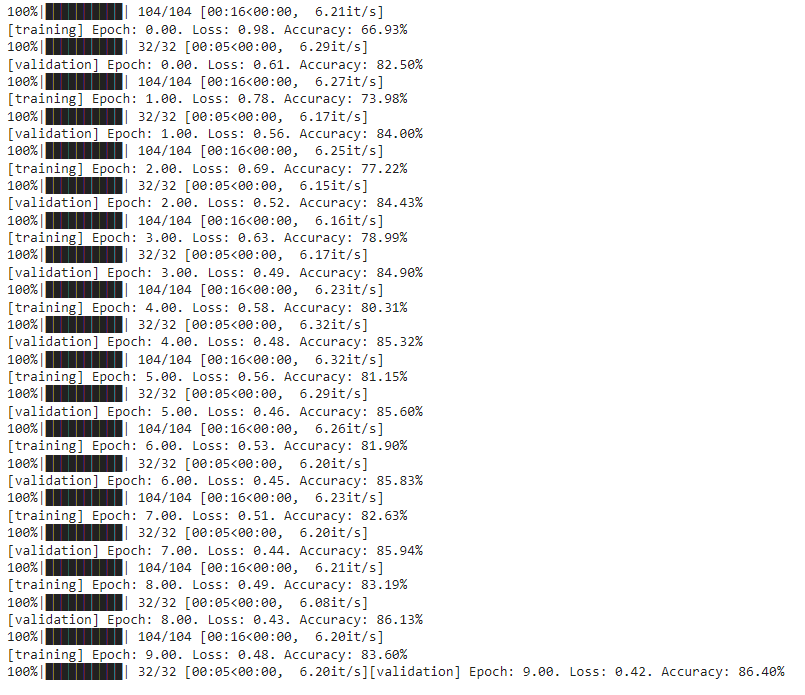 100%|██████████| 104/104 [00:16<00:00,  6.21it/s]
[training] Epoch: 0.00. Loss: 0.98. Accuracy: 66.93%
100%|██████████| 32/32 [00:05<00:00,  6.29it/s]
[validation] Epoch: 0.00. Loss: 0.61. Accuracy: 82.50%
100%|██████████| 104/104 [00:16<00:00,  6.27it/s]
[training] Epoch: 1.00. Loss: 0.78. Accuracy: 73.98%
100%|██████████| 32/32 [00:05<00:00,  6.17it/s]
[validation] Epoch: 1.00. Loss: 0.56. Accuracy: 84.00%
100%|██████████| 104/104 [00:16<00:00,  6.25it/s]
[training] Epoch: 2.00. Loss: 0.69. Accuracy: 77.22%
100%|██████████| 32/32 [00:05<00:00,  6.15it/s]
[validation] Epoch: 2.00. Loss: 0.52. Accuracy: 84.43%
100%|██████████| 104/104 [00:16<00:00,  6.16it/s]
[training] Epoch: 3.00. Loss: 0.63. Accuracy: 78.99%
100%|██████████| 32/32 [00:05<00:00,  6.17it/s]
[validation] Epoch: 3.00. Loss: 0.49. Accuracy: 84.90%
100%|██████████| 104/104 [00:16<00:00,  6.23it/s]
[training] Epoch: 4.00. Loss: 0.58. Accuracy: 80.31%
100%|██████████| 32/32 [00:05<00:00,  6.32it/s]
[validation] Epoch: 4.00. Loss: 0.48. Accuracy: 85.32%
100%|██████████| 104/104 [00:16<00:00,  6.32it/s]
[training] Epoch: 5.00. Loss: 0.56. Accuracy: 81.15%
100%|██████████| 32/32 [00:05<00:00,  6.29it/s]
[validation] Epoch: 5.00. Loss: 0.46. Accuracy: 85.60%
100%|██████████| 104/104 [00:16<00:00,  6.26it/s]
[training] Epoch: 6.00. Loss: 0.53. Accuracy: 81.90%
100%|██████████| 32/32 [00:05<00:00,  6.20it/s]
[validation] Epoch: 6.00. Loss: 0.45. Accuracy: 85.83%
100%|██████████| 104/104 [00:16<00:00,  6.23it/s]
[training] Epoch: 7.00. Loss: 0.51. Accuracy: 82.63%
100%|██████████| 32/32 [00:05<00:00,  6.20it/s]
[validation] Epoch: 7.00. Loss: 0.44. Accuracy: 85.94%
100%|██████████| 104/104 [00:16<00:00,  6.21it/s]
[training] Epoch: 8.00. Loss: 0.49. Accuracy: 83.19%
100%|██████████| 32/32 [00:05<00:00,  6.08it/s]
[validation] Epoch: 8.00. Loss: 0.43. Accuracy: 86.13%
100%|██████████| 104/104 [00:16<00:00,  6.20it/s]
[training] Epoch: 9.00. Loss: 0.48. Accuracy: 83.60%
100%|██████████| 32/32 [00:05<00:00,  6.20it/s][validation] Epoch: 9.00. Loss: 0.42. Accuracy: 86.40%